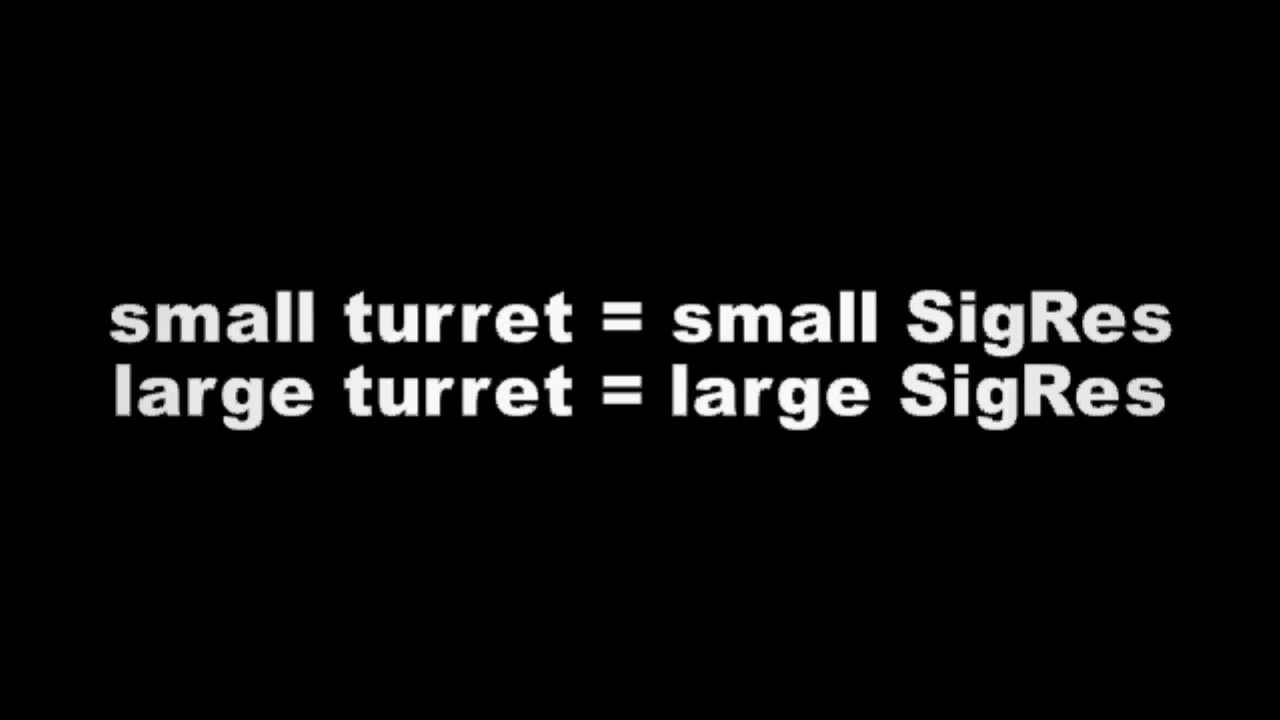 small turret = small SigRes
large turret = large SigRes